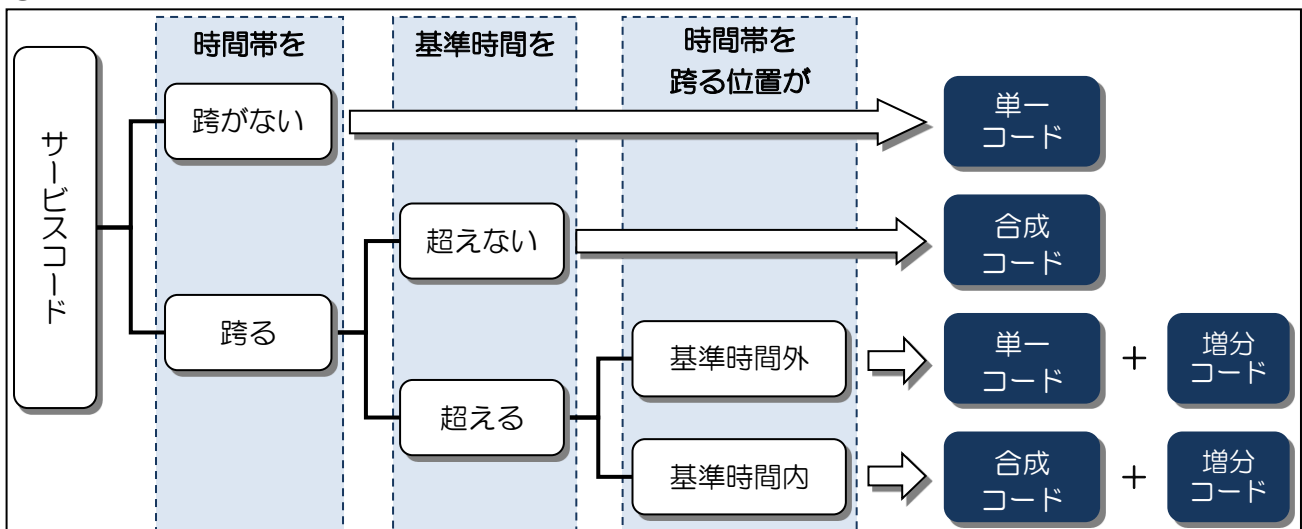 時間帯を
基準時間を
時間帯を
跨る位置が
サービスコード
跨がない
単一
コード
超えない
合成
コード
跨る
基準時間外
単一
コード
+
増分
コード
超える
基準時間内
合成
コード
+
増分
コード